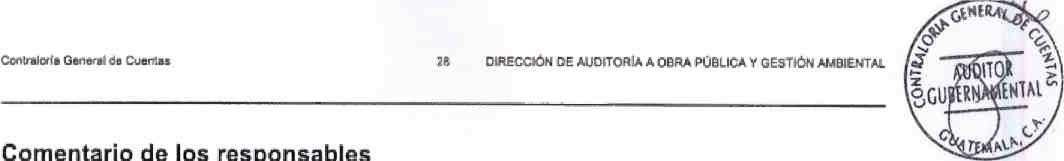 Contraloría General de Cuentas 28 DIRECCIÓN DE AUDITORÍA A OBRA PÚBLICA Y GESTIÓN AMBIENTAL
CONTRALORIA GENERAL DE CUENTAS
AUDITOR
GUBERNAMENTAL
GUATEMALA, C.A.
Comentario de los responsables